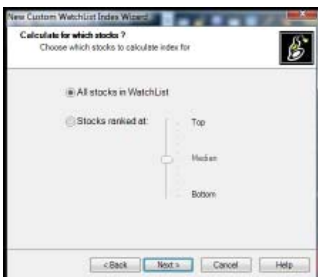 New Custom WatchList Index Wizard
Calculate for which stocks ?
Choose which stocks to calculate index for
All stocks in WatchList
Stocks ranked at:
Top
Median
Bottom
< Back
Next >
Cancel
Help